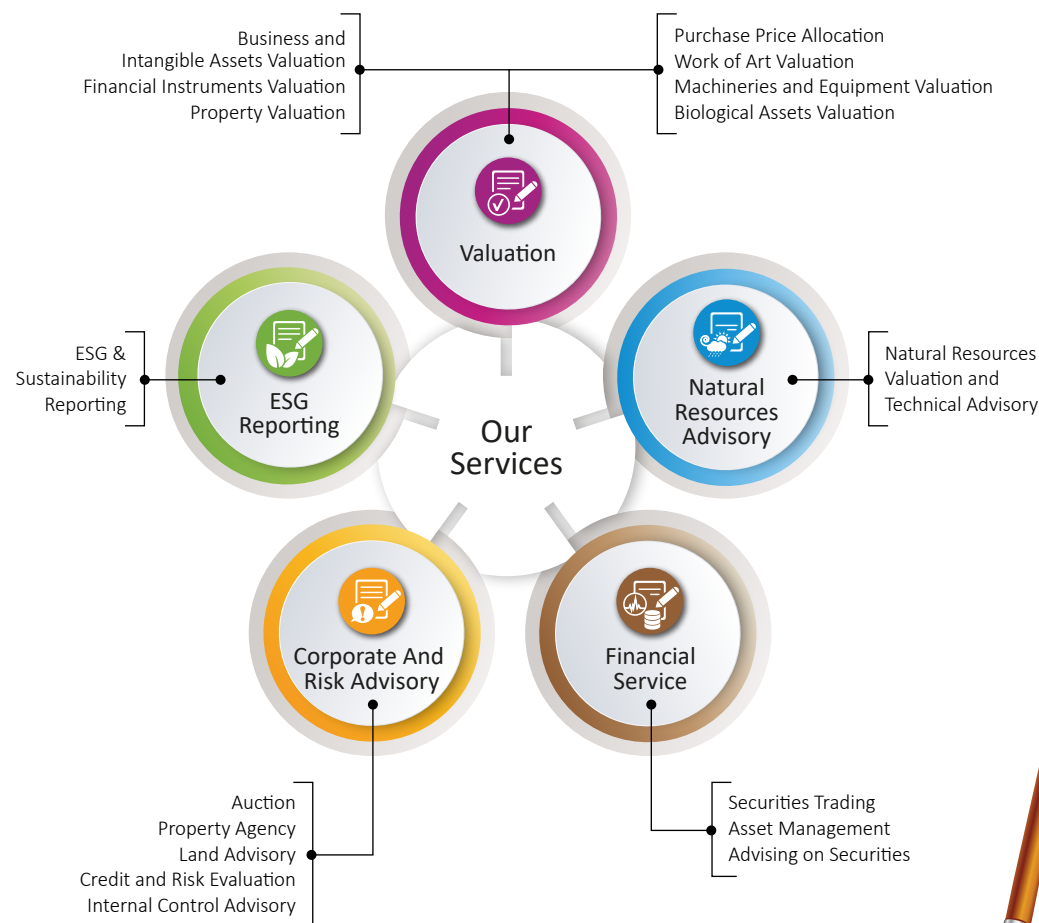 Business and
Intangible Assets Valuation
Financial Instruments Valuation
Property Valuation
Purchase Price Allocation
Work of Art Valuation
Machineries and Equipment Valuation
Biological Assets Valuation
Valuation
ESG &
Sustainability
Reporting
ESG
Reporting
Our
Services
Natural
Resources
Advisory
Natural Resources
Valuation and
Technical Advisory
Corporate And
Risk Advisory
Financial
Service
Auction
Property Agency
Land Advisory
Credit and Risk Evaluation
Internal Control Advisory
Securities Trading
Asset Management
Advising on Securities